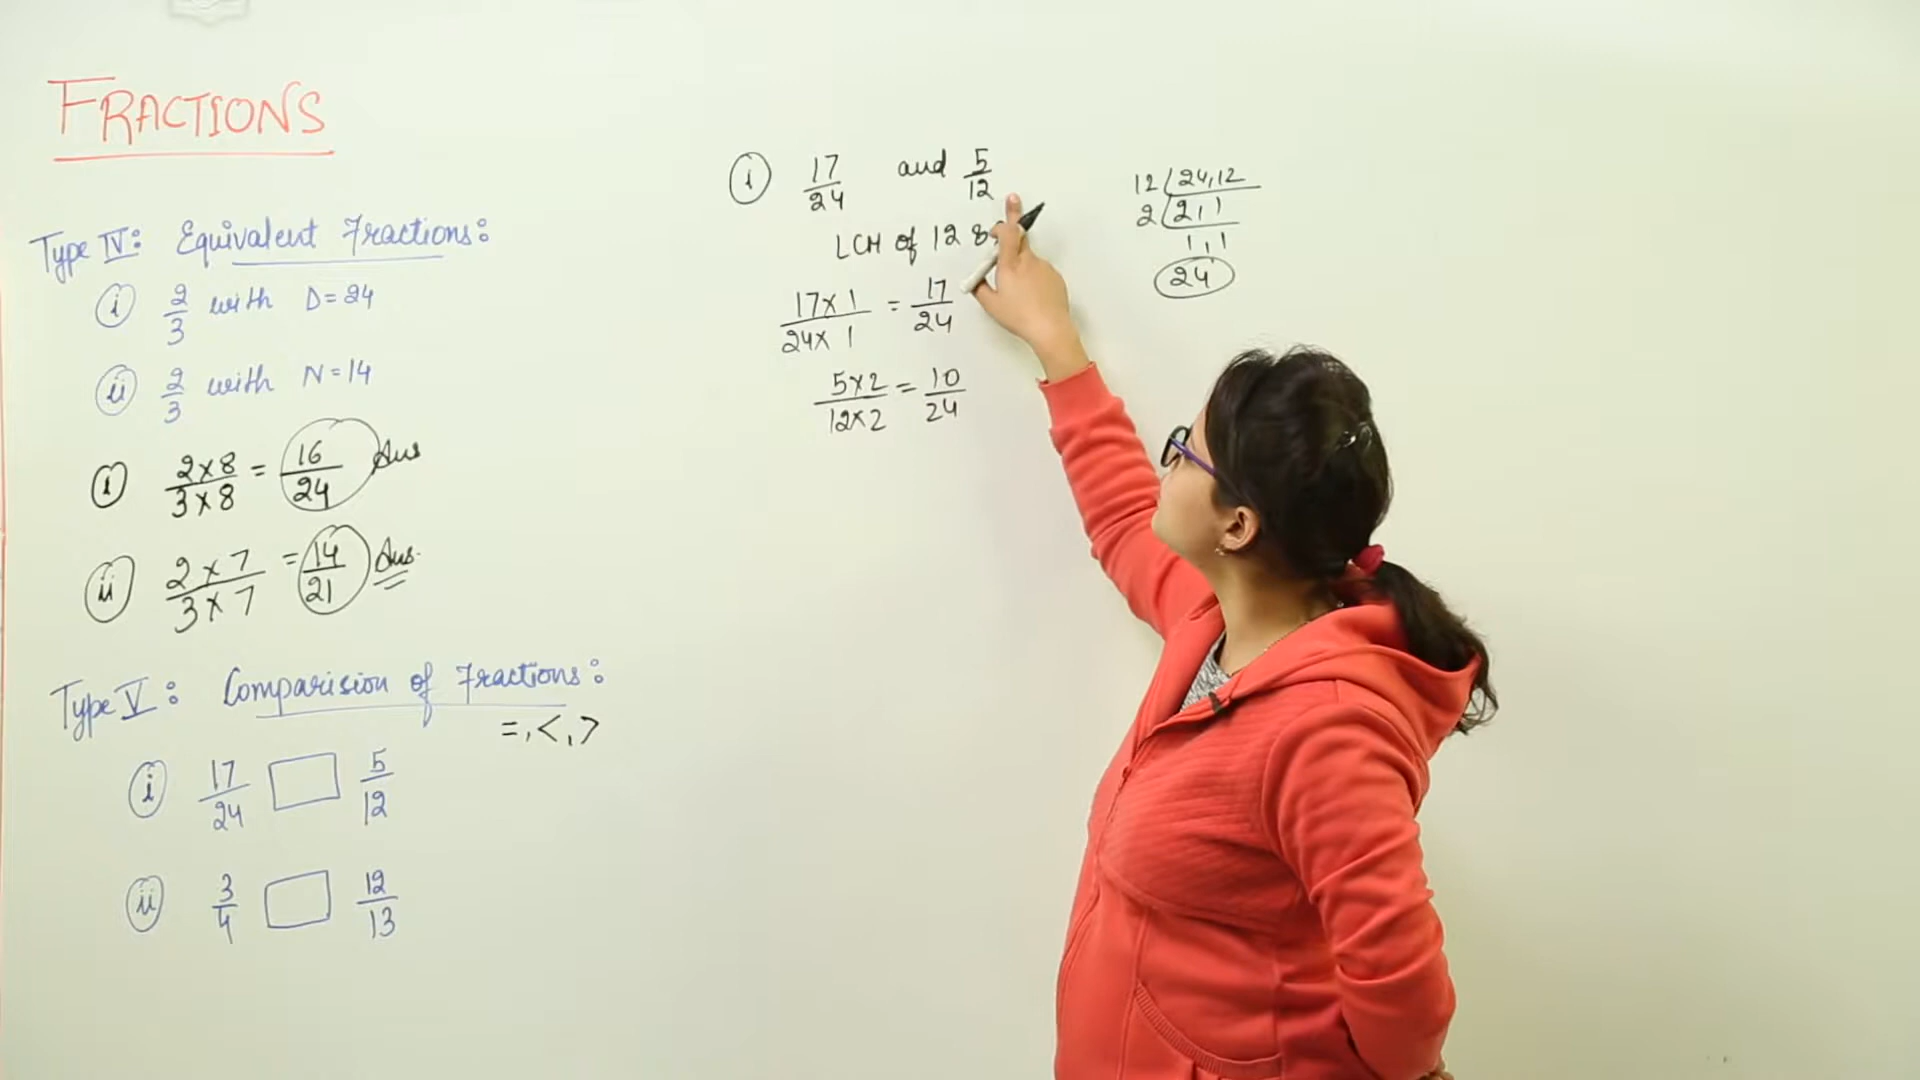 FRACTIONS
Type IV: Equivalent Fractions:
i 2/3 with D=24
ii 2/3 with N=14
i 2×8/3×8 = 16/24 Ans
ii 2×7/3×7 = 14/21 Ans.
Type V: Comparision of Fractions:
=, <, >
i 17/24 □ 5/12
ii 3/4 □ 12/13
i 17/24 and 5/12
LCM of 12 &
17×1/24×1 = 17/24
5×2/12×2 = 10/24
12 | 24,12
2 | 2,1
1,1
24